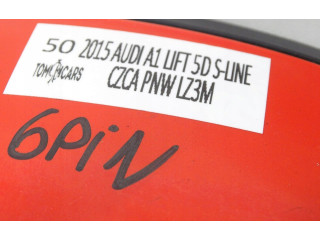 50 2015 AUDI A1 LIFT 5D S-LINE
TOMCARS CZCA PNW LZ3M
6PiN